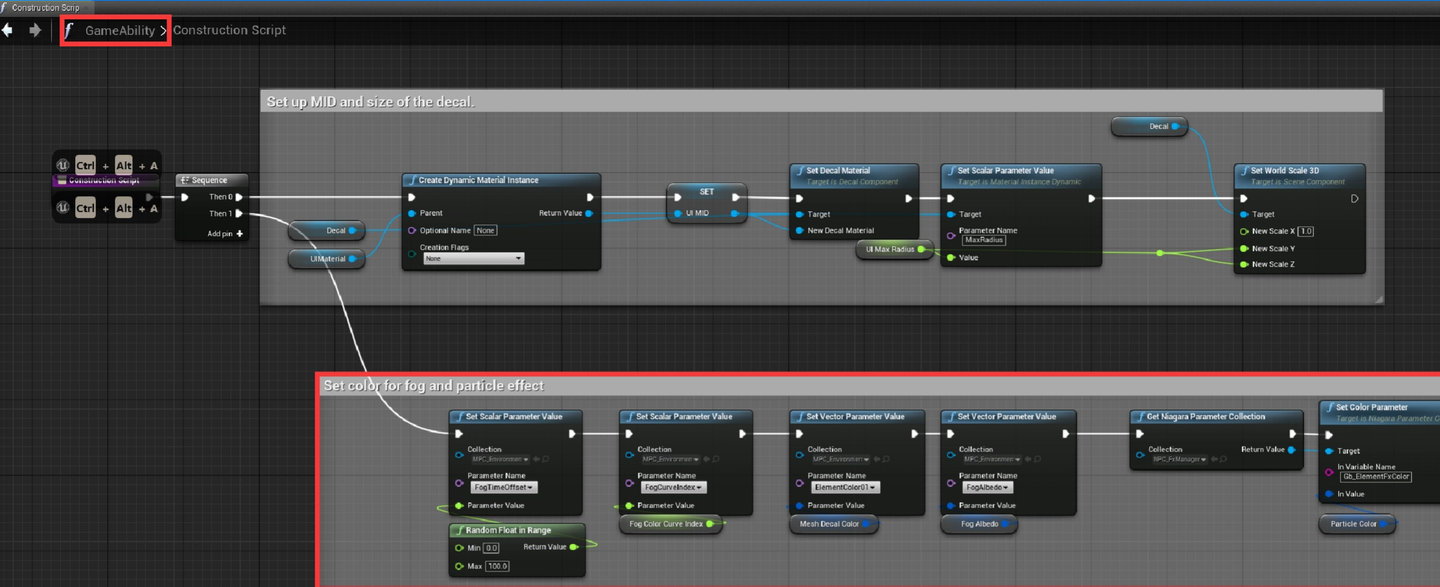 Construction Scrip
GameAbility > Construction Script
Set up MID and size of the decal.
Ctrl + Alt + A
Construction Script
Ctrl + Alt + A
Sequence
Then 0
Then 1
Add pin +
Decal
UIMaterial
Create Dynamic Material Instance
Parent
Return Value
Optional Name None
Creation Flags
None
SET
UI MID
Set Decal Material
Target is Decal Component
Target
New Decal Material
UI Max Radius
Set Scalar Parameter Value
Target is Material Instance Dynamic
Target
Parameter Name
MaxRadius
Value
Decal
Set World Scale 3D
Target is Scene Component
Target
New Scale X 1.0
New Scale Y
New Scale Z
Set color for fog and particle effect
Set Scalar Parameter Value
Collection
MPC_Environmen
Parameter Name
FogTimeOffset
Parameter Value
Random Float in Range
Min 0.0
Return Value
Max 100.0
Set Scalar Parameter Value
Collection
MPC_Environmen
Parameter Name
FogCurveIndex
Parameter Value
Fog Color Curve Index
Set Vector Parameter Value
Collection
MPC_Environmen
Parameter Name
ElementColor01
Parameter Value
Mesh Decal Color
Set Vector Parameter Value
Collection
MPC_Environmen
Parameter Name
FogAlbedo
Parameter Value
Fog Albedo
Get Niagara Parameter Collection
Collection
Return Value
MPC_FxManager
Set Color Parameter
Target is Niagara Parameter C
Target
In Variable Name
Gb_ElementFxColor
In Value
Particle Color